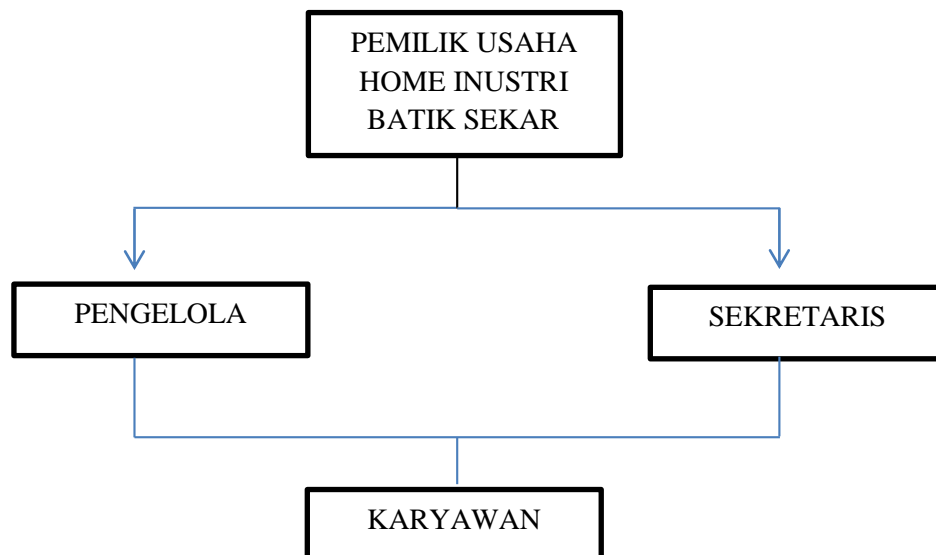 PEMILIK USAHA
HOME INUSTRI
BATIK SEKAR
PENGELOLA
SEKRETARIS
KARYAWAN